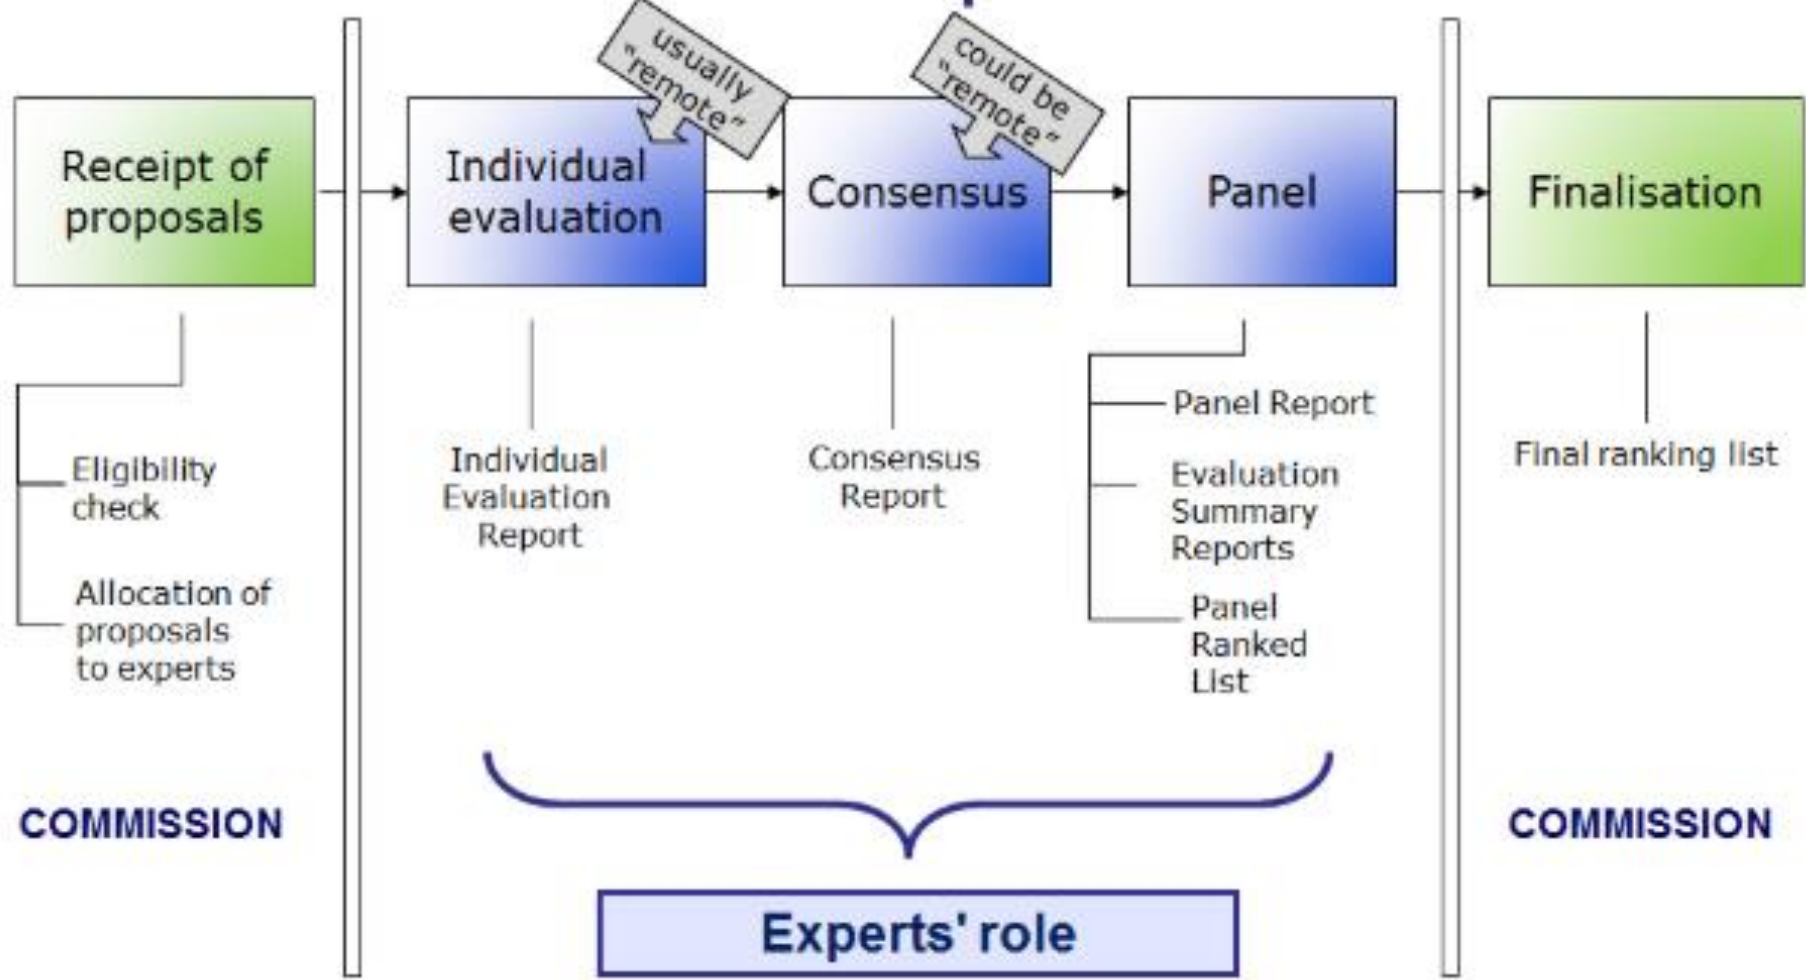 usually
"remote"
could be
"remote"
Receipt of
proposals
Individual
evaluation
Consensus
Panel
Finalisation
Eligibility
check
Allocation of
proposals
to experts
Individual
Evaluation
Report
Consensus
Report
Panel Report
Evaluation
Summary
Reports
Panel
Ranked
List
Final ranking list
COMMISSION
COMMISSION
Experts' role